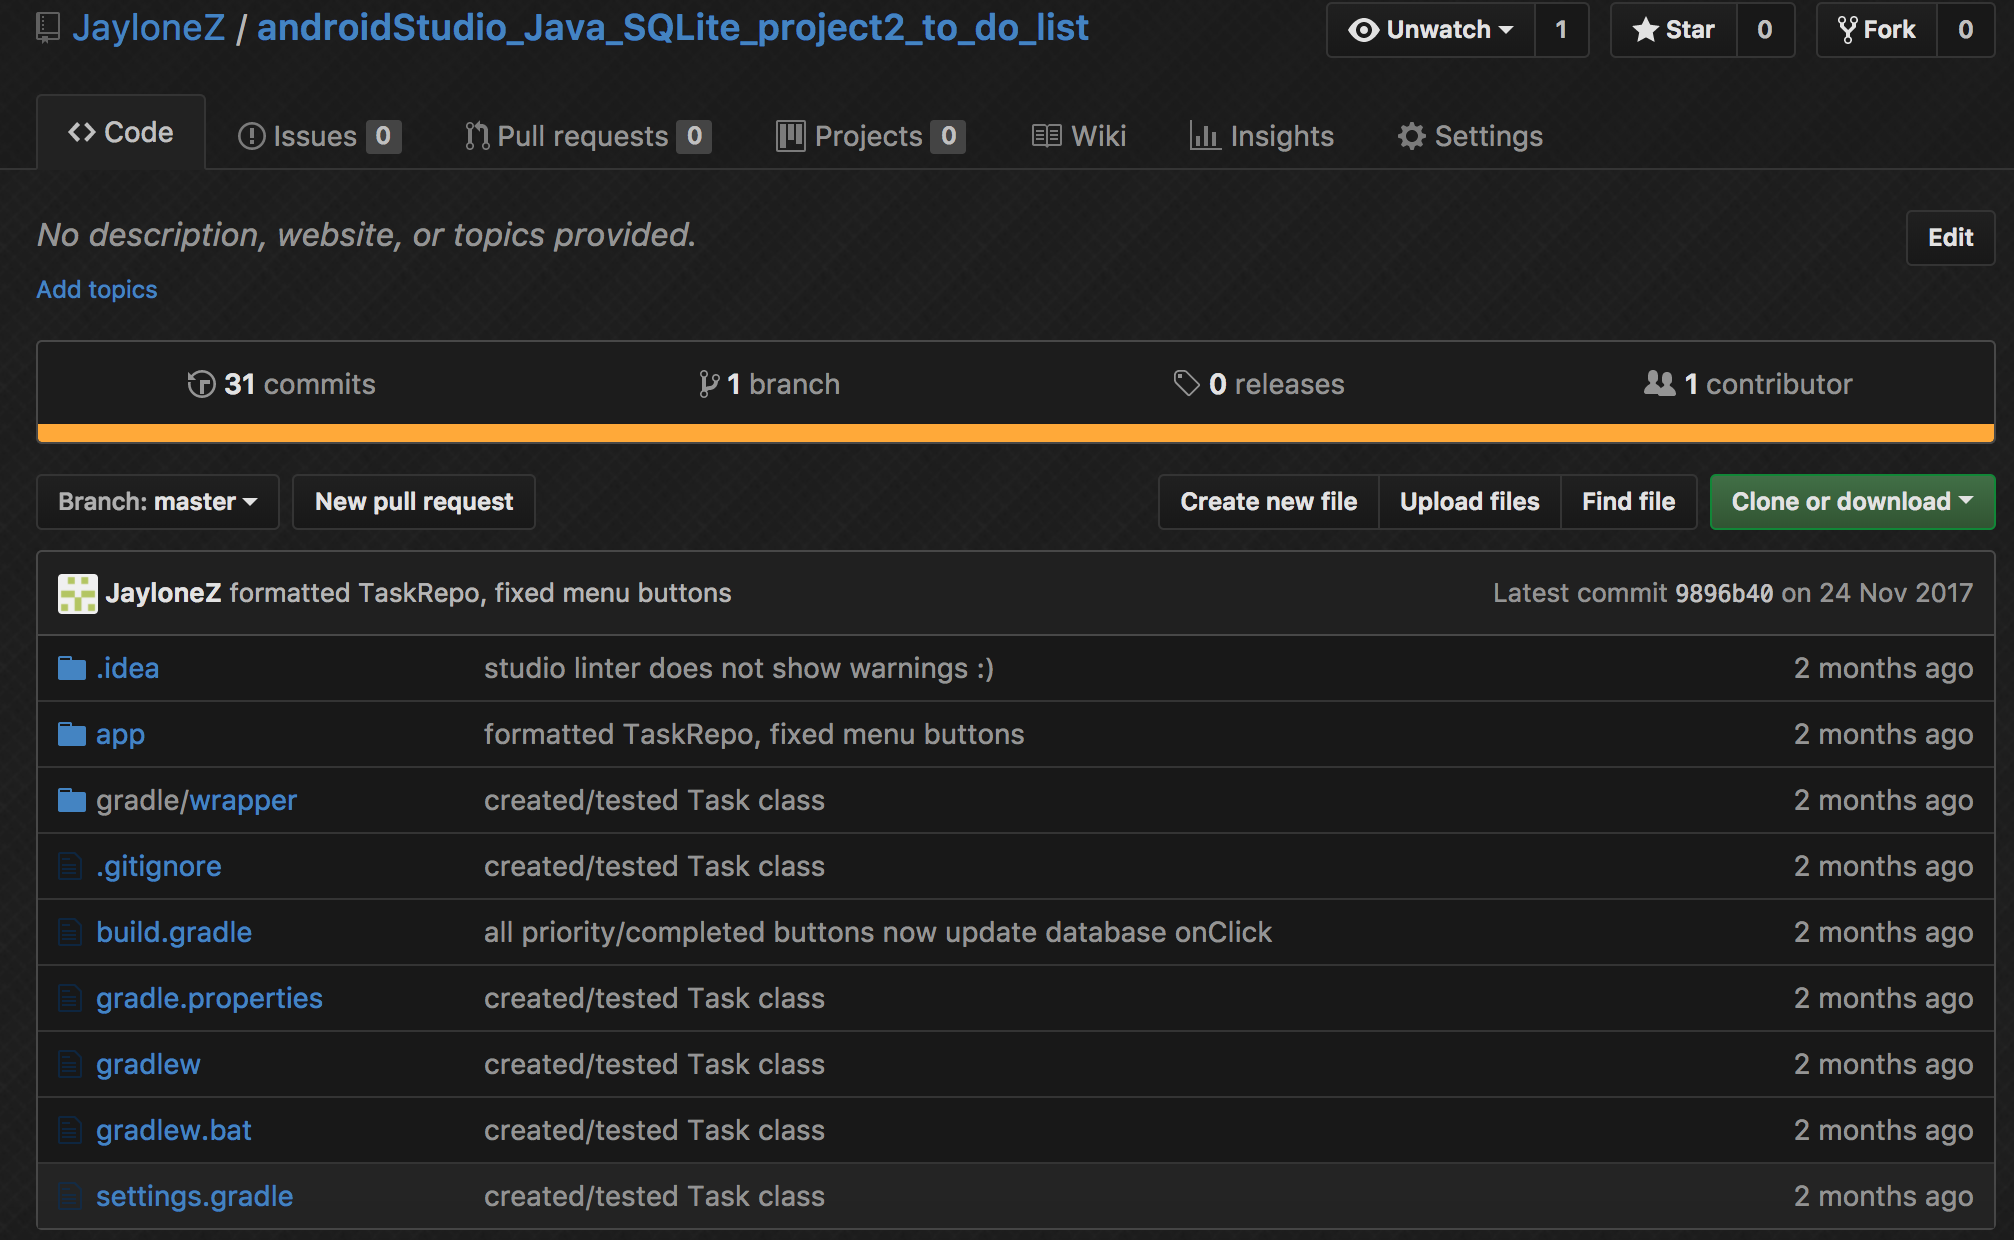 JayloneZ / androidStudio_Java_SQLite_project2_to_do_list
Unwatch 1 Star 0 Fork 0
Code Issues 0 Pull requests 0 Projects 0 Wiki Insights Settings
No description, website, or topics provided.
Edit
Add topics
31 commits 1 branch 0 releases 1 contributor
Branch: master New pull request Create new file Upload files Find file Clone or download
JayloneZ formatted TaskRepo, fixed menu buttons Latest commit 9896b40 on 24 Nov 2017
.idea studio linter does not show warnings :) 2 months ago
app formatted TaskRepo, fixed menu buttons 2 months ago
gradle/wrapper created/tested Task class 2 months ago
.gitignore created/tested Task class 2 months ago
build.gradle all priority/completed buttons now update database onClick 2 months ago
gradle.properties created/tested Task class 2 months ago
gradlew created/tested Task class 2 months ago
gradlew.bat created/tested Task class 2 months ago
settings.gradle created/tested Task class 2 months ago